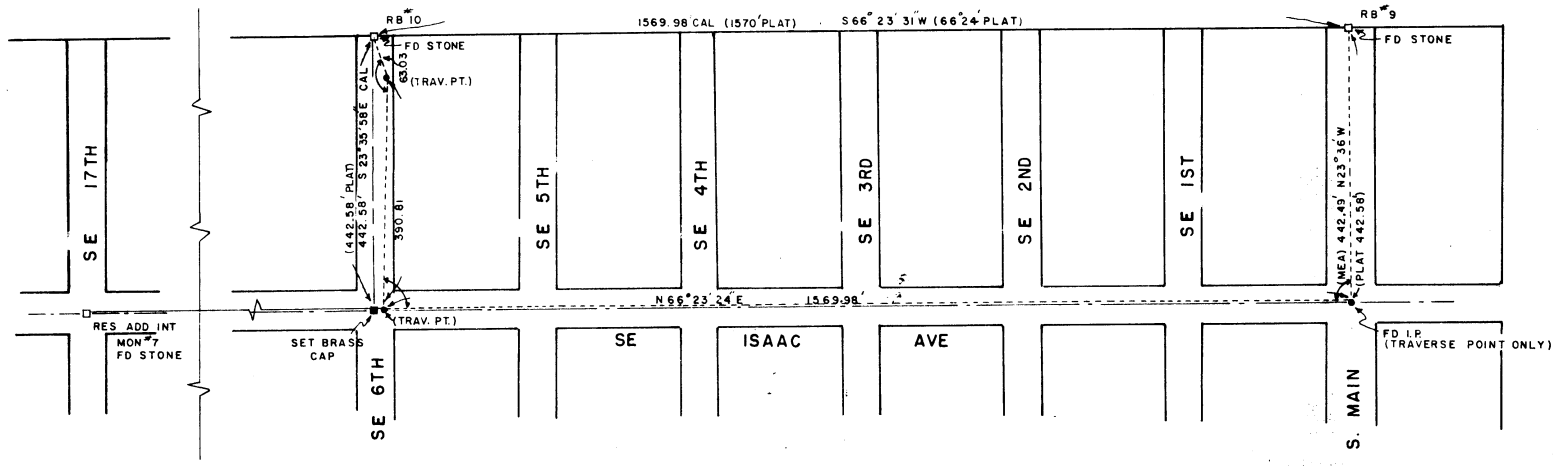 RB #10
1569.98 CAL (1570' PLAT) S66° 23' 31" W (66° 24' PLAT)
RB #9
FD STONE
FD STONE
63.03
(TRAV. PT.)
SE 17TH
(442.58' PLAT)
442.58' S 23° 35' 58" E CAL
390.81
SE 5TH
SE 4TH
SE 3RD
SE 2ND
SE 1ST
(MEA) 442.49' N23° 36' W
(PLAT 442.58)
N 66° 23' 24" E 1569.98'
RES ADD INT
MON #7
FD STONE
SET BRASS
CAP
(TRAV. PT.)
SE ISAAC AVE
FD I.P.
(TRAVERSE POINT ONLY)
SE 6TH
S. MAIN